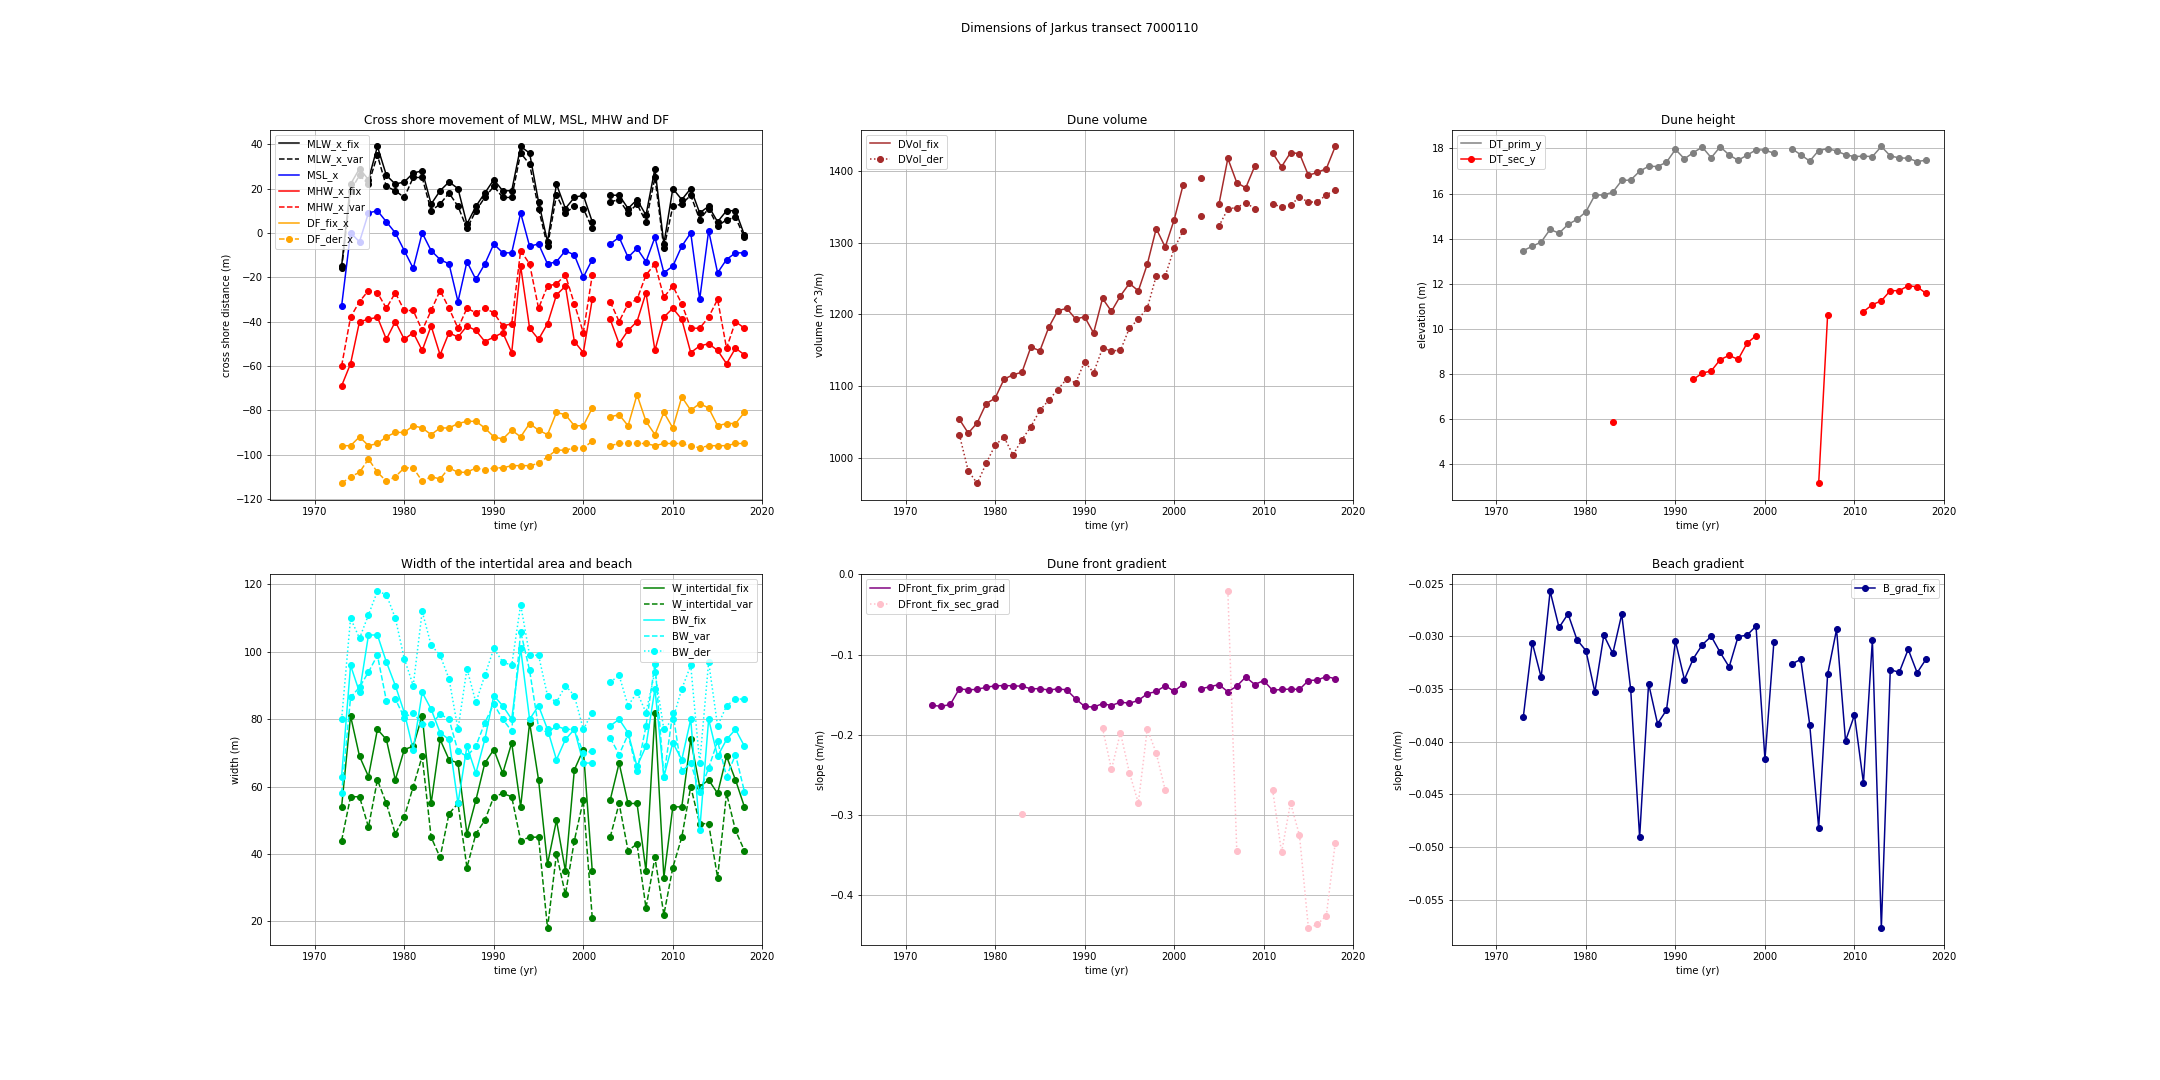 Dimensions of Jarkus transect 7000110
Cross shore movement of MLW, MSL, MHW and DF
MLW_x_fix
MLW_x_var
MSL_x
MHW_x_fix
MHW_x_var
DF_fix_x
DF_der_x
cross shore distance (m)
40
20
0
−20
−40
−60
−80
−100
−120
1970 1980 1990 2000 2010 2020
time (yr)
Dune volume
DVol_fix
DVol_der
volume (m^3/m)
1400
1300
1200
1100
1000
1970 1980 1990 2000 2010 2020
time (yr)
Dune height
DT_prim_y
DT_sec_y
elevation (m)
18
16
14
12
10
8
6
4
1970 1980 1990 2000 2010 2020
time (yr)
Width of the intertidal area and beach
W_intertidal_fix
W_intertidal_var
BW_fix
BW_var
BW_der
width (m)
120
100
80
60
40
20
1970 1980 1990 2000 2010 2020
time (yr)
Dune front gradient
DFront_fix_prim_grad
DFront_fix_sec_grad
slope (m/m)
0.0
−0.1
−0.2
−0.3
−0.4
1970 1980 1990 2000 2010 2020
time (yr)
Beach gradient
B_grad_fix
slope (m/m)
−0.025
−0.030
−0.035
−0.040
−0.045
−0.050
−0.055
1970 1980 1990 2000 2010 2020
time (yr)